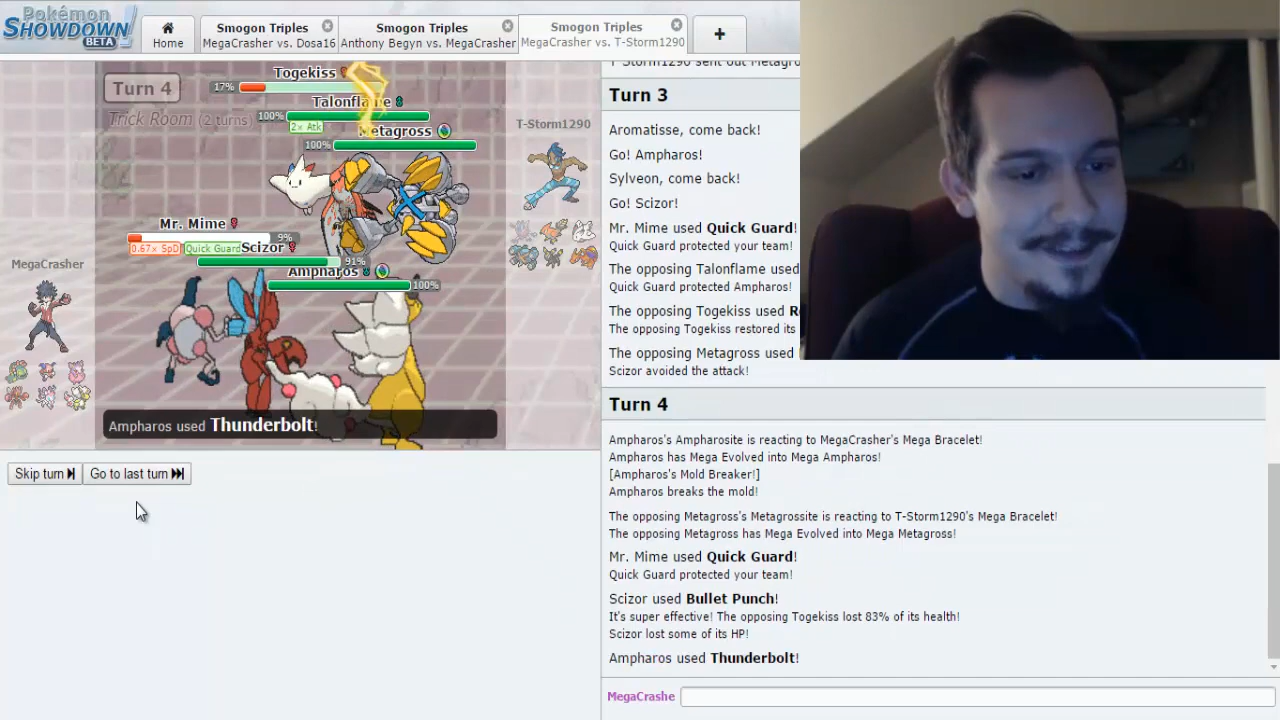 Pokémon
SHOWDOWN
BETA
Home
Smogon Triples
MegaCrasher vs. Dosa16
Smogon Triples
Anthony Begyn vs. MegaCrasher
Smogon Triples
MegaCrasher vs. T-Storm1290
+
Turn 4
Trick Room (2 turns)
Togekiss
17%
Talonflame
100%
2× Atk
Metagross
100%
T-Storm1290
Mr. Mime
9%
0.67× SpD Quick Guard
Scizor
91%
Ampharos
100%
MegaCrasher
Ampharos used Thunderbolt!
Skip turn
Go to last turn
T-Storm1290 sent out Metagro
Turn 3
Aromatisse, come back!
Go! Ampharos!
Sylveon, come back!
Go! Scizor!
Mr. Mime used Quick Guard!
Quick Guard protected your team!
The opposing Talonflame used
Quick Guard protected Ampharos!
The opposing Togekiss used R
The opposing Togekiss restored its
The opposing Metagross used
Scizor avoided the attack!
Turn 4
Ampharos's Ampharosite is reacting to MegaCrasher's Mega Bracelet!
Ampharos has Mega Evolved into Mega Ampharos!
[Ampharos's Mold Breaker!]
Ampharos breaks the mold!
The opposing Metagross's Metagrossite is reacting to T-Storm1290's Mega Bracelet!
The opposing Metagross has Mega Evolved into Mega Metagross!
Mr. Mime used Quick Guard!
Quick Guard protected your team!
Scizor used Bullet Punch!
It's super effective! The opposing Togekiss lost 83% of its health!
Scizor lost some of its HP!
Ampharos used Thunderbolt!
MegaCrashe